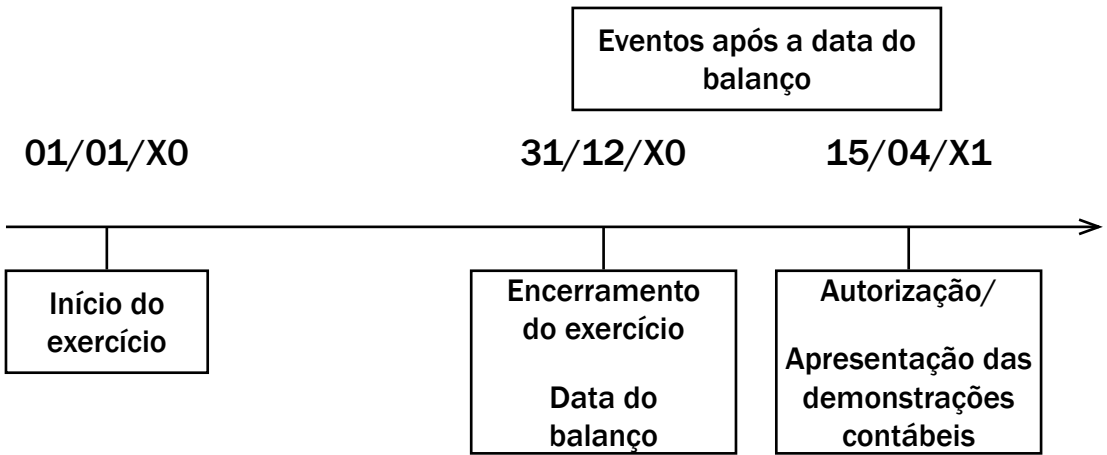 Eventos após a data do
balanço
01/01/X0
31/12/X0
15/04/X1
Início do
exercício
Encerramento
do exercício
Data do
balanço
Autorização/
Apresentação das
demonstrações
contábeis